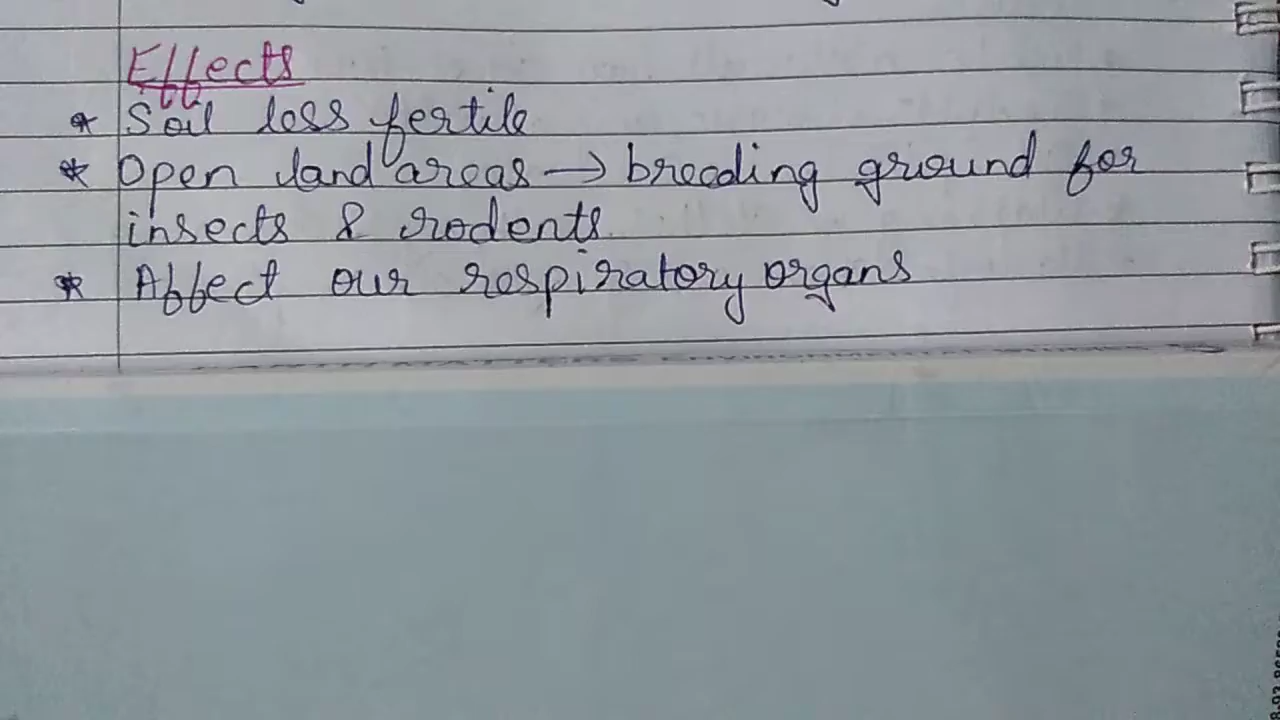 Effects
* Soil less fertile
* Open land areas → breeding ground for
insects & rodents
* Affect our respiratory organs